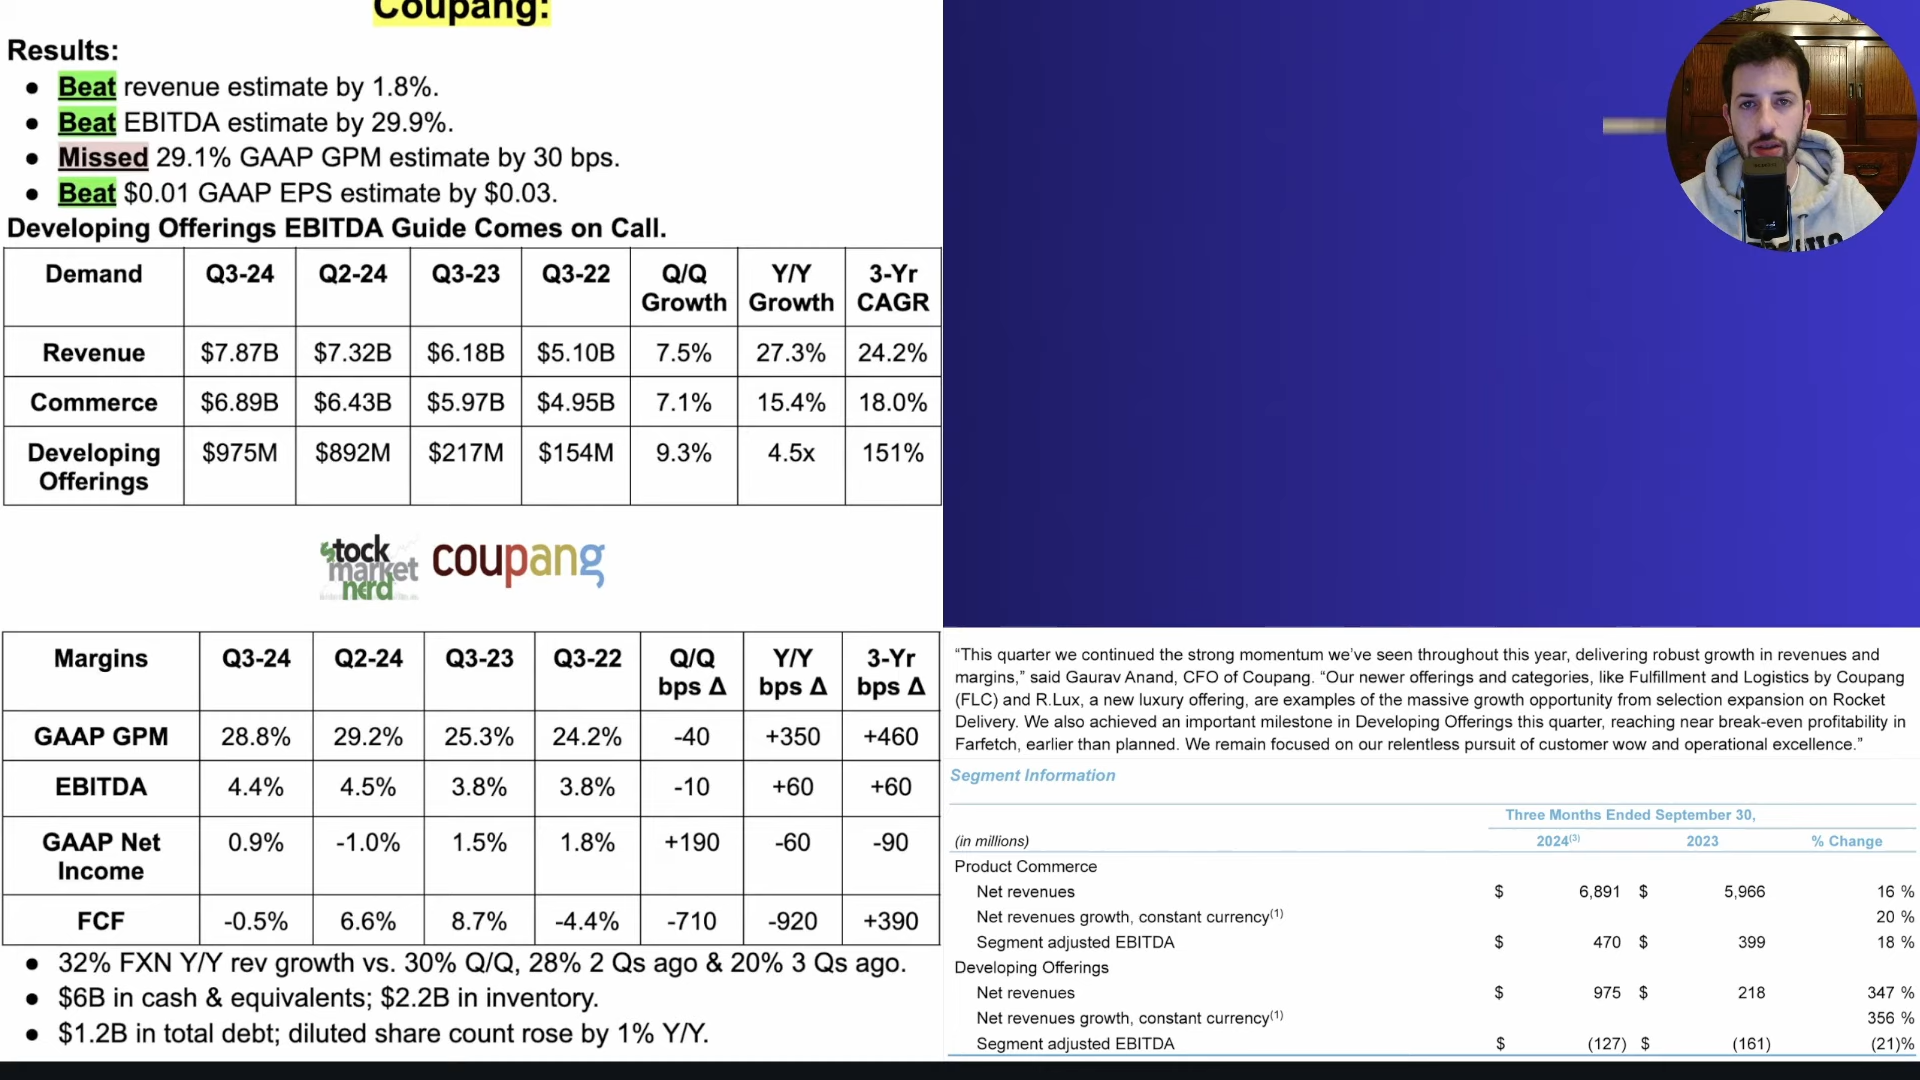 Coupang:
Results:
● Beat revenue estimate by 1.8%.
● Beat EBITDA estimate by 29.9%.
● Missed 29.1% GAAP GPM estimate by 30 bps.
● Beat $0.01 GAAP EPS estimate by $0.03.
Developing Offerings EBITDA Guide Comes on Call.
Demand Q3-24 Q2-24 Q3-23 Q3-22 Q/Q Growth Y/Y Growth 3-Yr CAGR
Revenue $7.87B $7.32B $6.18B $5.10B 7.5% 27.3% 24.2%
Commerce $6.89B $6.43B $5.97B $4.95B 7.1% 15.4% 18.0%
Developing Offerings $975M $892M $217M $154M 9.3% 4.5x 151%
stock market nerd
coupang
Margins Q3-24 Q2-24 Q3-23 Q3-22 Q/Q bps Δ Y/Y bps Δ 3-Yr bps Δ
GAAP GPM 28.8% 29.2% 25.3% 24.2% -40 +350 +460
EBITDA 4.4% 4.5% 3.8% 3.8% -10 +60 +60
GAAP Net Income 0.9% -1.0% 1.5% 1.8% +190 -60 -90
FCF -0.5% 6.6% 8.7% -4.4% -710 -920 +390
● 32% FXN Y/Y rev growth vs. 30% Q/Q, 28% 2 Qs ago & 20% 3 Qs ago.
● $6B in cash & equivalents; $2.2B in inventory.
● $1.2B in total debt; diluted share count rose by 1% Y/Y.
“This quarter we continued the strong momentum we’ve seen throughout this year, delivering robust growth in revenues and
margins,” said Gaurav Anand, CFO of Coupang. “Our newer offerings and categories, like Fulfillment and Logistics by Coupang
(FLC) and R.Lux, a new luxury offering, are examples of the massive growth opportunity from selection expansion on Rocket
Delivery. We also achieved an important milestone in Developing Offerings this quarter, reaching near break-even profitability in
Farfetch, earlier than planned. We remain focused on our relentless pursuit of customer wow and operational excellence.”
Segment Information
Three Months Ended September 30,
(in millions) 2024(3) 2023 % Change
Product Commerce
Net revenues $ 6,891 $ 5,966 16 %
Net revenues growth, constant currency(1) 20 %
Segment adjusted EBITDA $ 470 $ 399 18 %
Developing Offerings
Net revenues $ 975 $ 218 347 %
Net revenues growth, constant currency(1) 356 %
Segment adjusted EBITDA $ (127) $ (161) (21)%